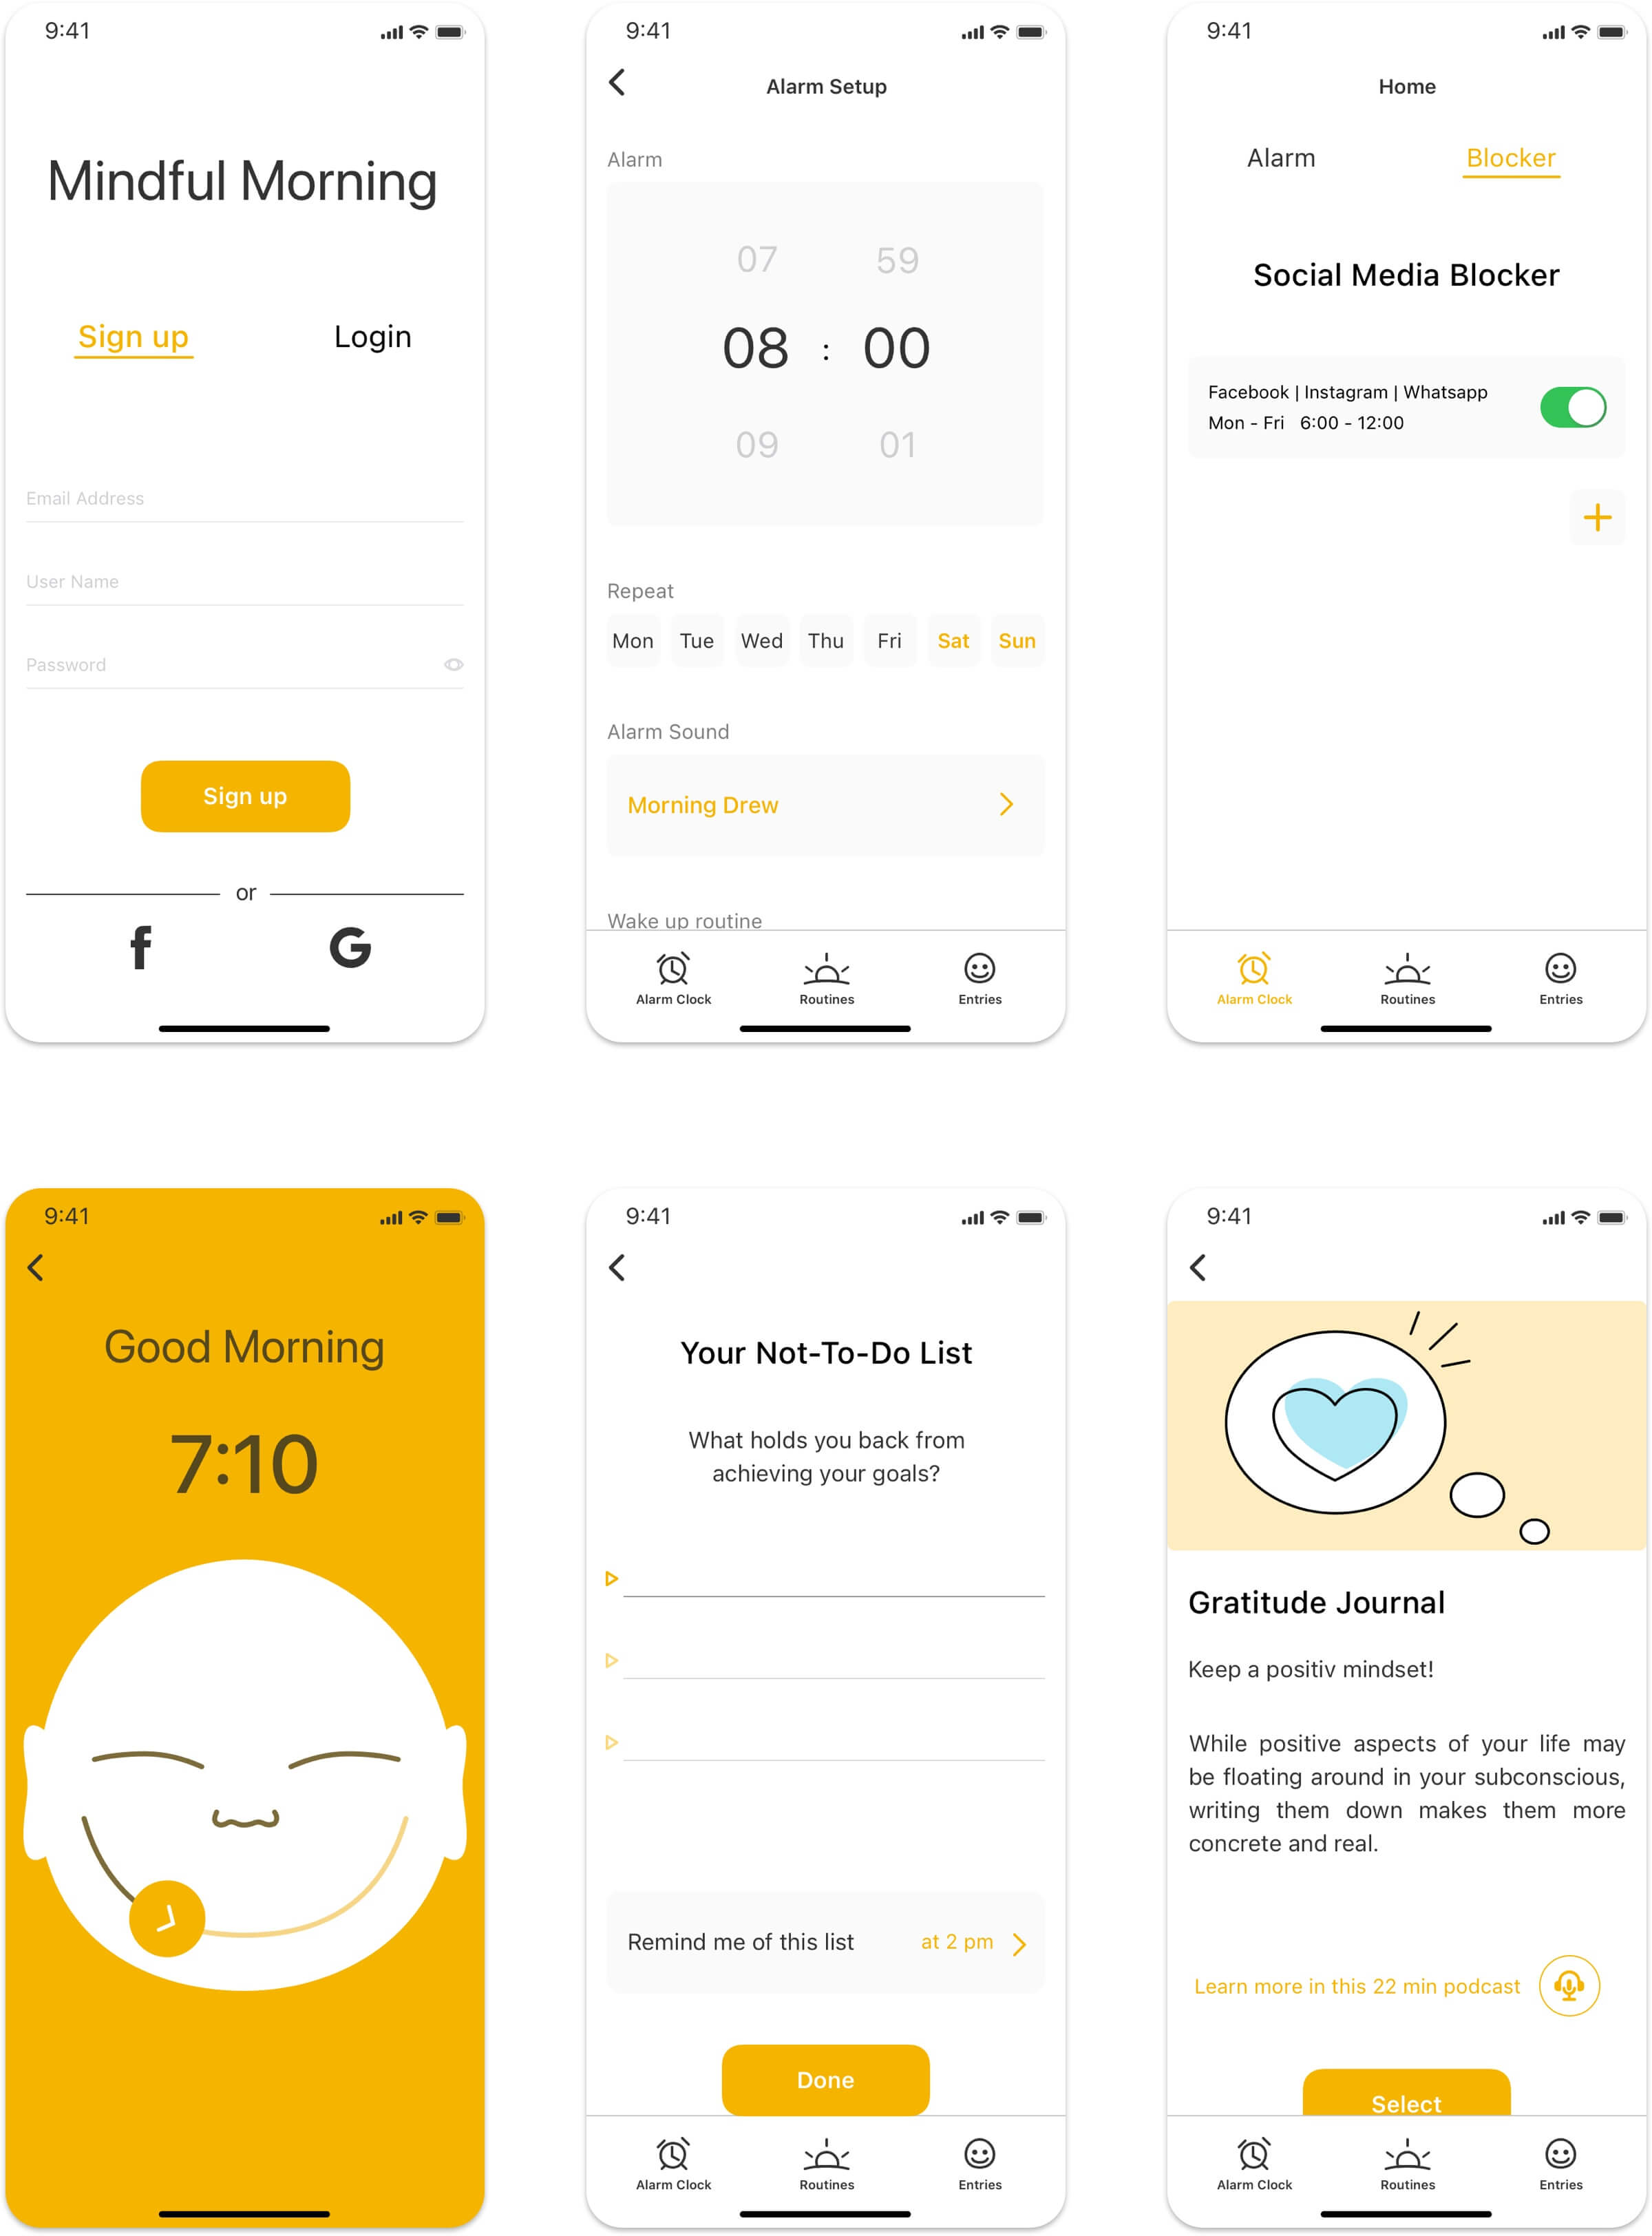 9:41
Mindful Morning
Sign up Login
Email Address
User Name
Password
Sign up
or
f G
9:41
Alarm Setup
Alarm
07 59
08 : 00
09 01
Repeat
Mon Tue Wed Thu Fri Sat Sun
Alarm Sound
Morning Drew
Wake up routine
Alarm Clock Routines Entries
9:41
Home
Alarm Blocker
Social Media Blocker
Facebook | Instagram | Whatsapp
Mon - Fri 6:00 - 12:00
+
Alarm Clock Routines Entries
9:41
Good Morning
7:10
9:41
Your Not-To-Do List
What holds you back from
achieving your goals?
Remind me of this list at 2 pm
Done
Alarm Clock Routines Entries
9:41
Gratitude Journal
Keep a positiv mindset!
While positive aspects of your life may
be floating around in your subconscious,
writing them down makes them more
concrete and real.
Learn more in this 22 min podcast
Select
Alarm Clock Routines Entries